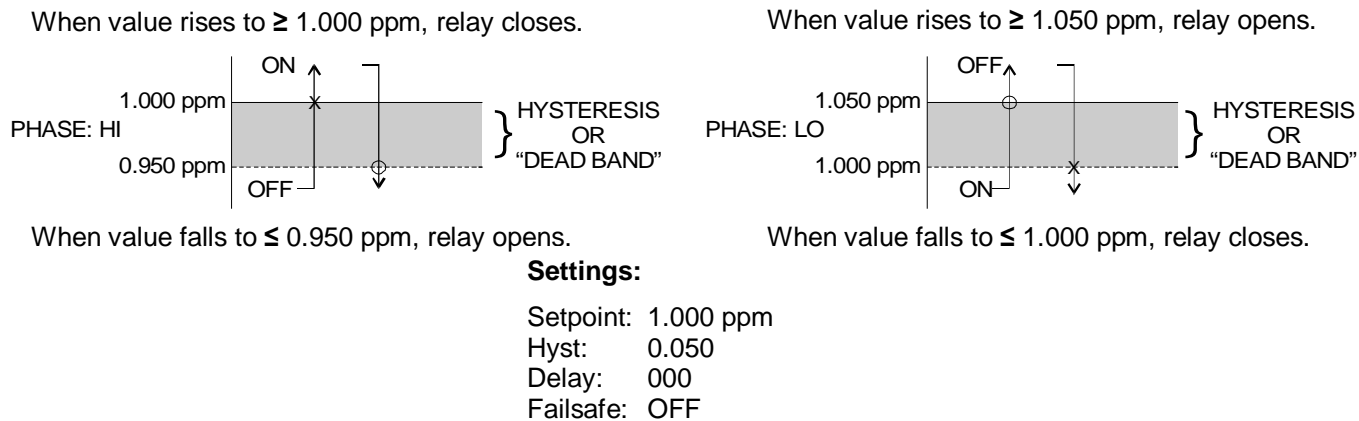 When value rises to ≥ 1.000 ppm, relay closes.
ON
1.000 ppm
X
PHASE: HI
HYSTERESIS
OR
“DEAD BAND”
0.950 ppm
OFF
When value falls to ≤ 0.950 ppm, relay opens.
When value rises to ≥ 1.050 ppm, relay opens.
OFF
1.050 ppm
PHASE: LO
HYSTERESIS
OR
“DEAD BAND”
1.000 ppm
X
ON
When value falls to ≤ 1.000 ppm, relay closes.
Settings:
Setpoint: 1.000 ppm
Hyst: 0.050
Delay: 000
Failsafe: OFF